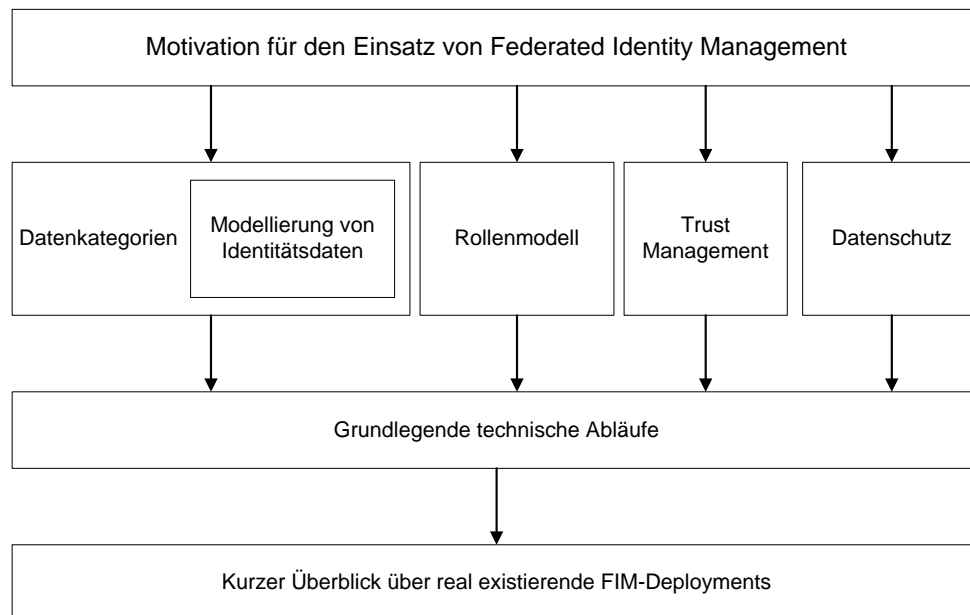 Motivation für den Einsatz von Federated Identity Management
Datenkategorien
Modellierung von
Identitätsdaten
Rollenmodell
Trust
Management
Datenschutz
Grundlegende technische Abläufe
Kurzer Überblick über real existierende FIM-Deployments